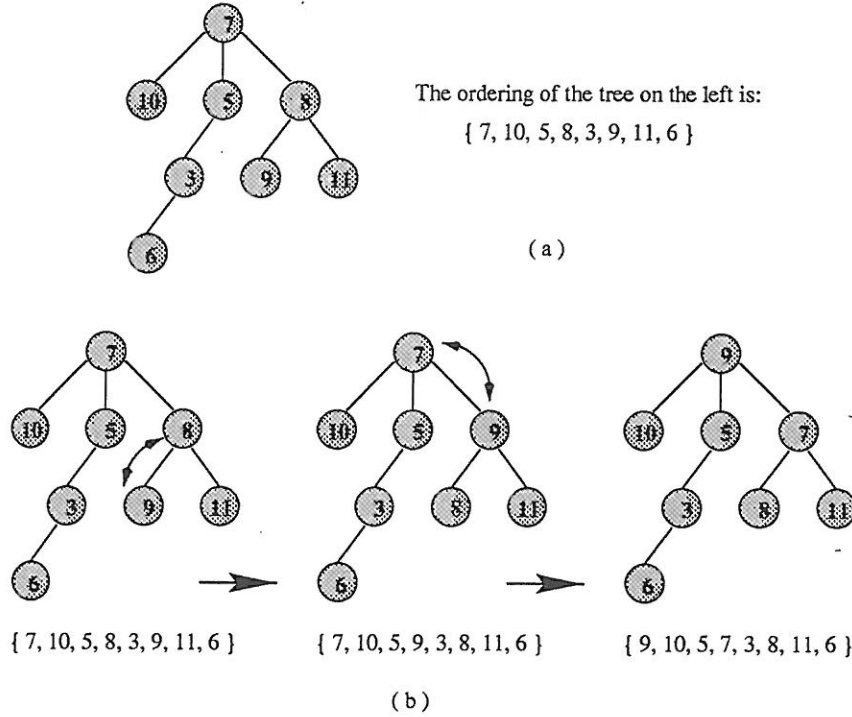 7
10 5 8
The ordering of the tree on the left is:
{ 7, 10, 5, 8, 3, 9, 11, 6 }
3 9 11
6
( a )
7 7 9
10 5 8 10 5 9 10 5 7
3 9 11 3 8 11 3 8 11
6 6 6
{ 7, 10, 5, 8, 3, 9, 11, 6 } { 7, 10, 5, 9, 3, 8, 11, 6 } { 9, 10, 5, 7, 3, 8, 11, 6 }
( b )